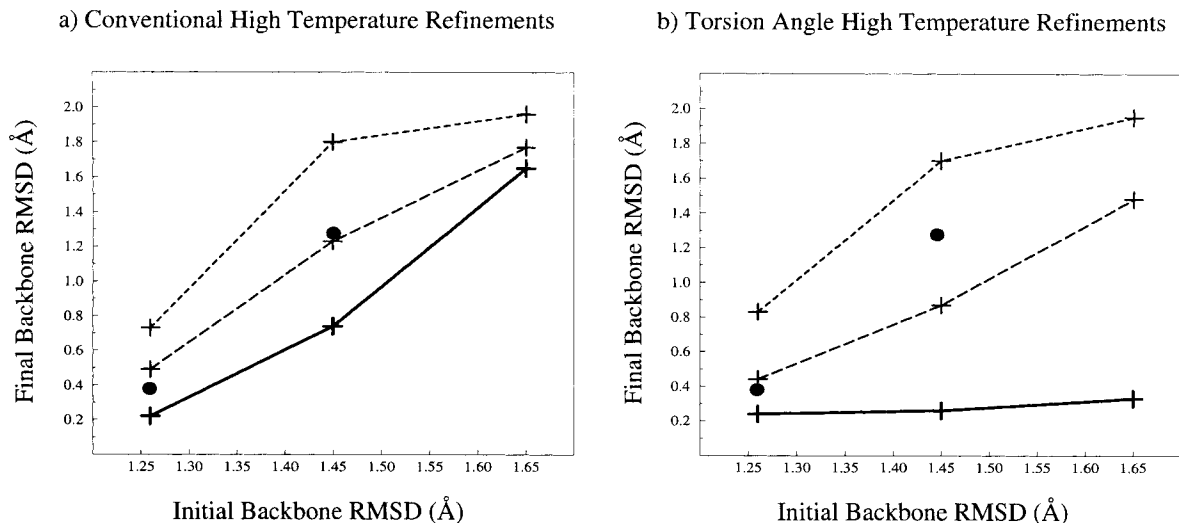 a) Conventional High Temperature Refinements
Final Backbone RMSD (Å)
2.0
1.8
1.6
1.4
1.2
1.0
0.8
0.6
0.4
0.2
1.25 1.30 1.35 1.40 1.45 1.50 1.55 1.60 1.65
Initial Backbone RMSD (Å)
b) Torsion Angle High Temperature Refinements
Final Backbone RMSD (Å)
2.0
1.8
1.6
1.4
1.2
1.0
0.8
0.6
0.4
0.2
1.25 1.30 1.35 1.40 1.45 1.50 1.55 1.60 1.65
Initial Backbone RMSD (Å)